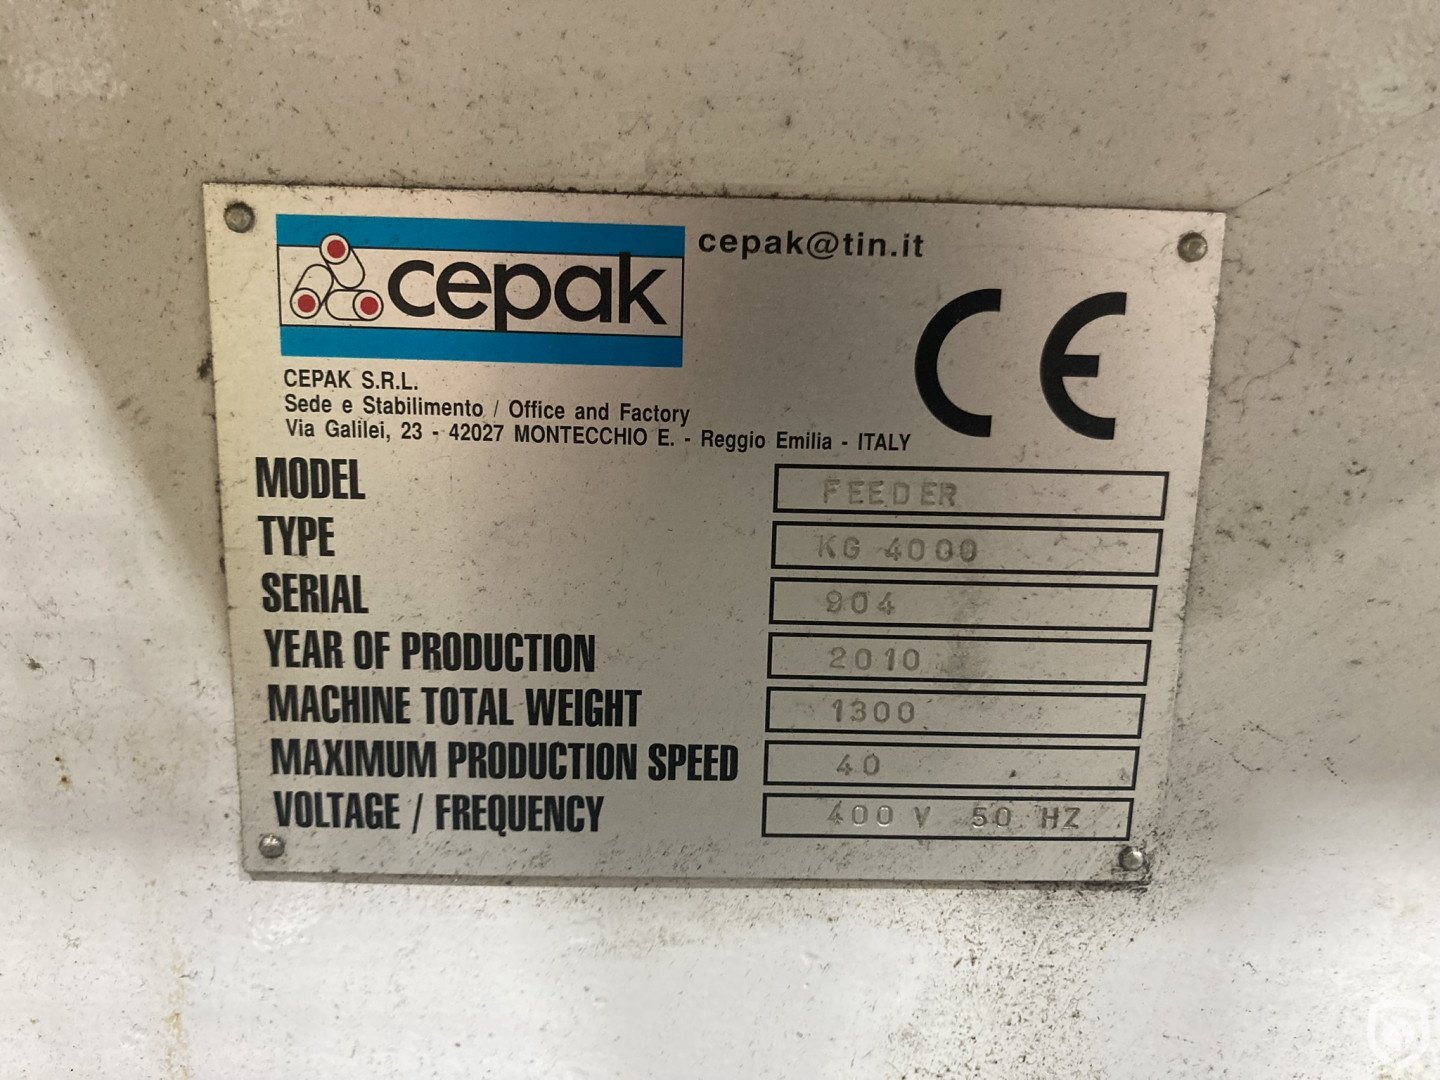 cepak
cepak@tin.it
CE
CEPAK S.R.L.
Sede e Stabilimento / Office and Factory
Via Galilei, 23 - 42027 MONTECCHIO E. - Reggio Emilia - ITALY
MODEL FEEDER
TYPE KG 4000
SERIAL 904
YEAR OF PRODUCTION 2010
MACHINE TOTAL WEIGHT 1300
MAXIMUM PRODUCTION SPEED 40
VOLTAGE / FREQUENCY 400 V 50 HZ